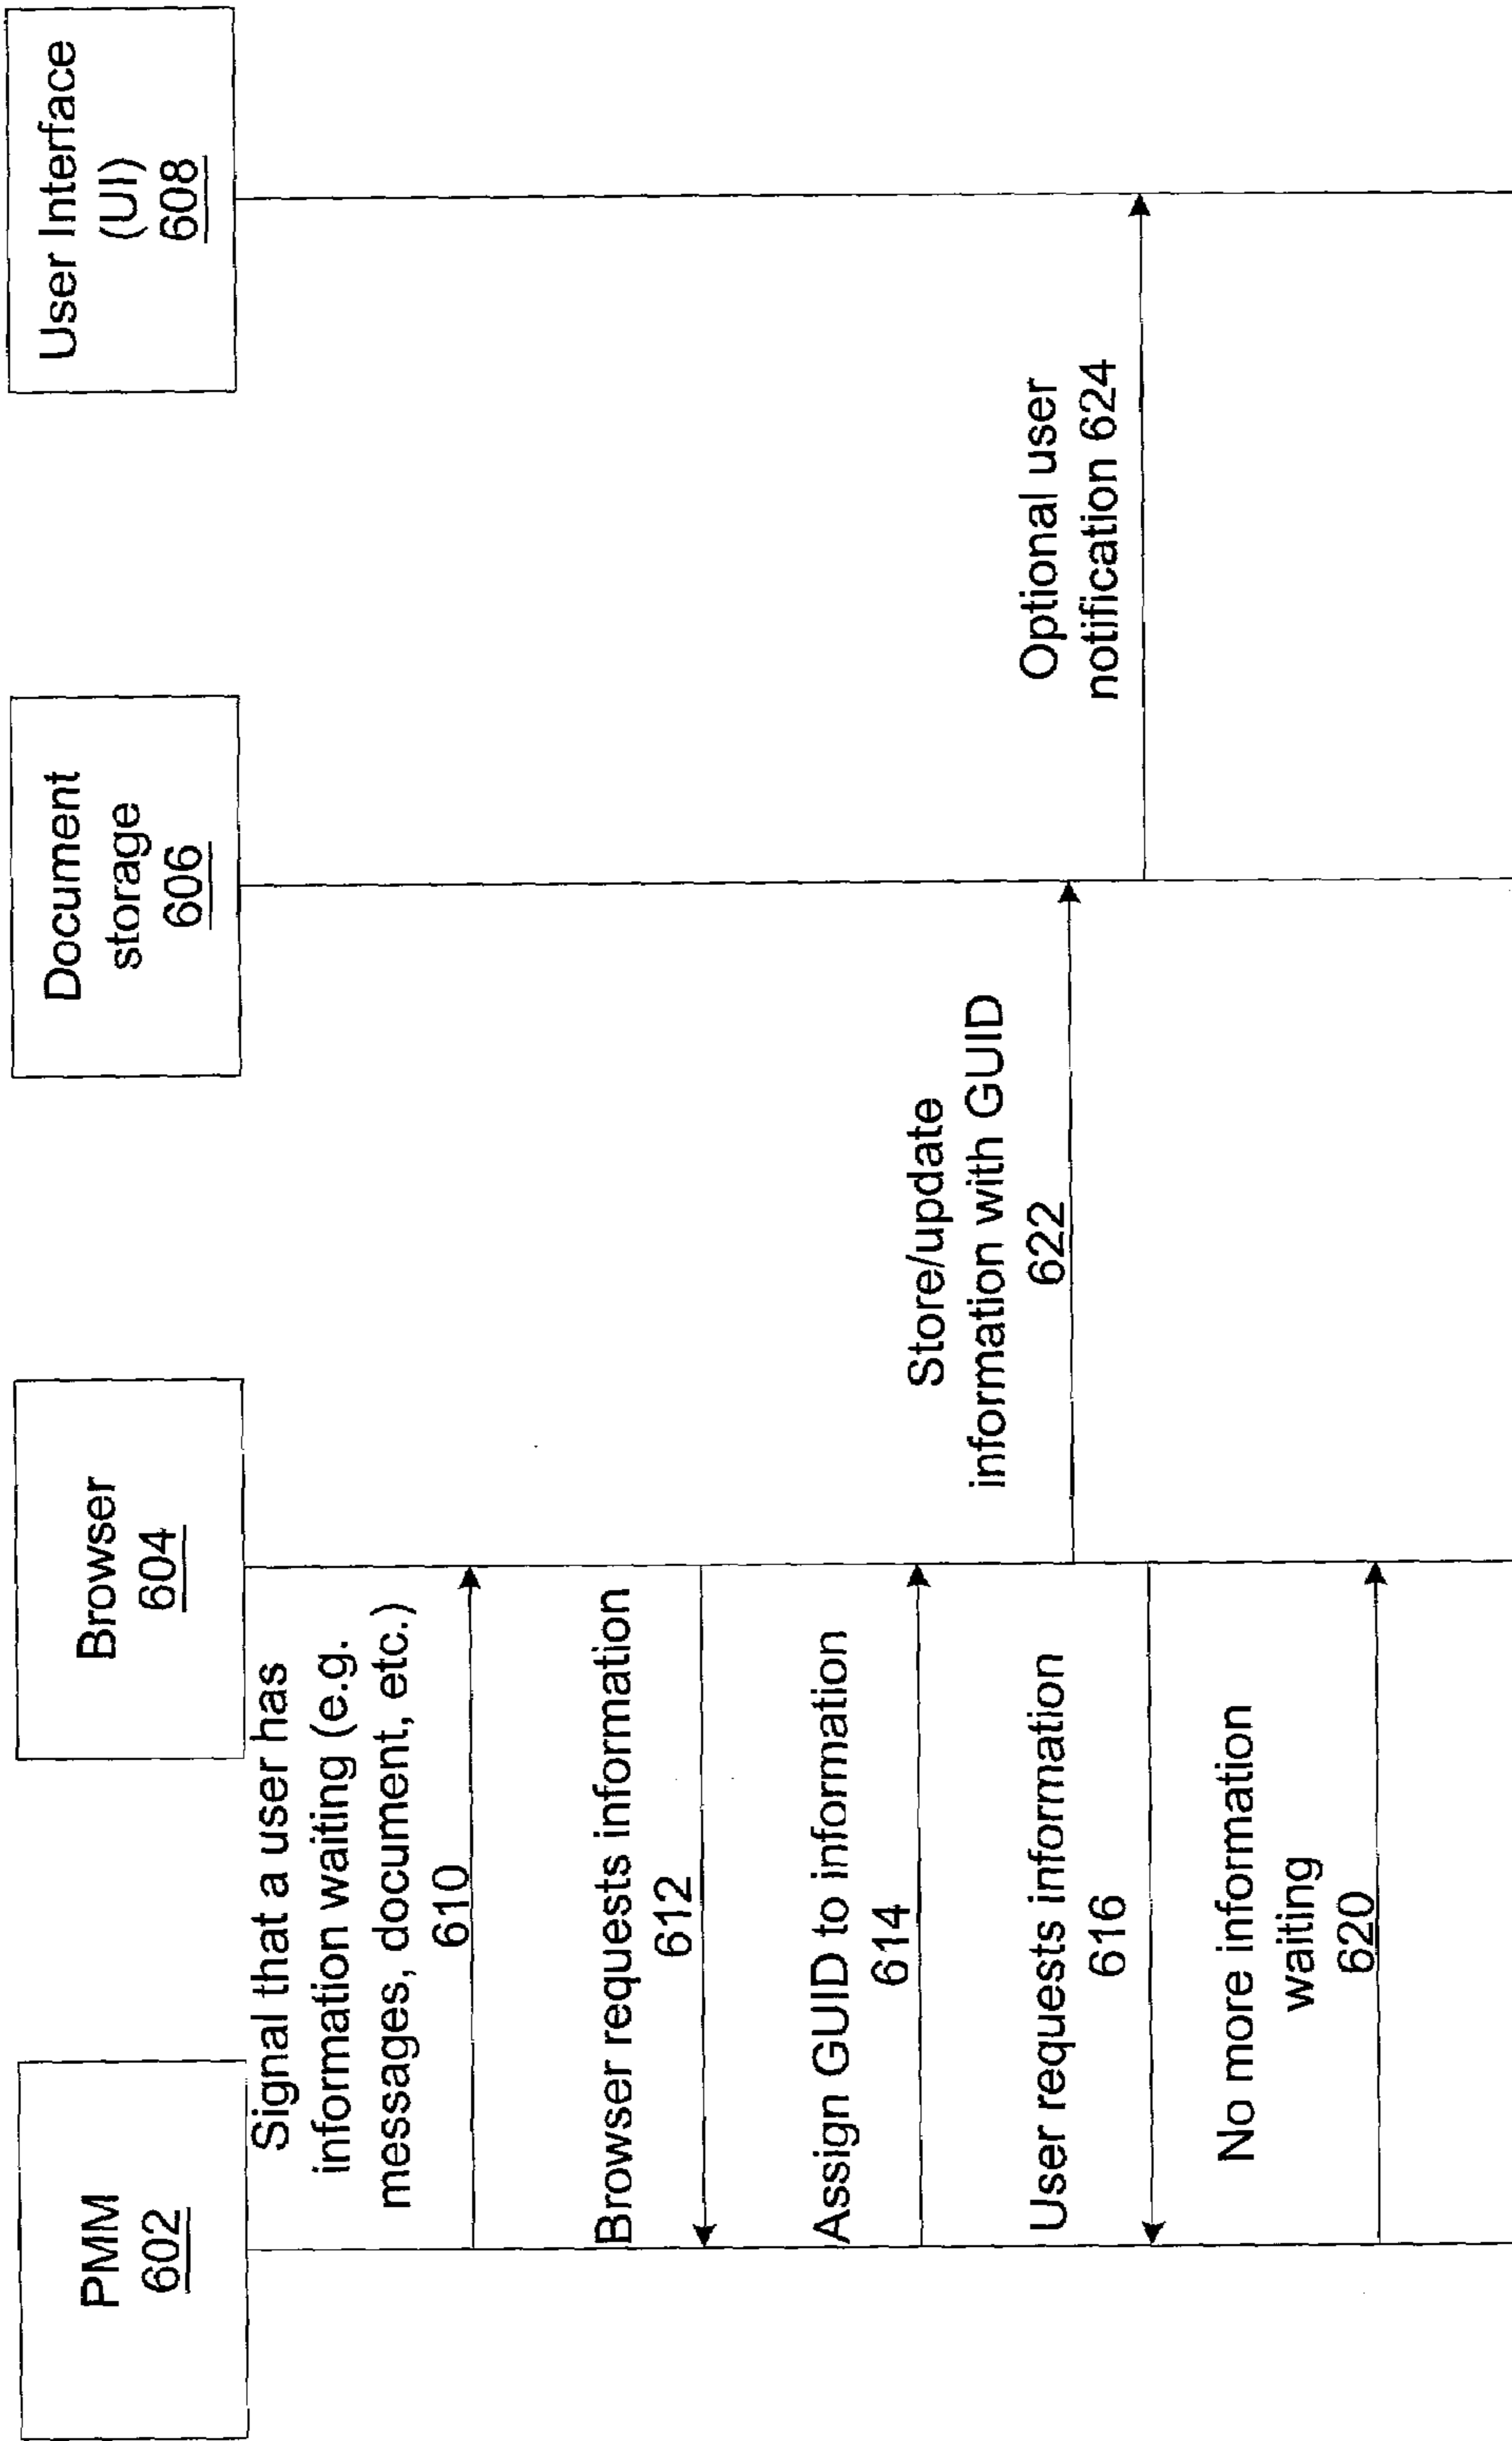 PMM
602
Browser
604
Document
storage
606
User Interface
(UI)
608
Signal that a user has
information waiting (e.g.
messages, document, etc.)
610
Browser requests information
612
Assign GUID to information
614
Store/update
information with GUID
622
Optional user
notification 624
User requests information
616
No more information
waiting
620